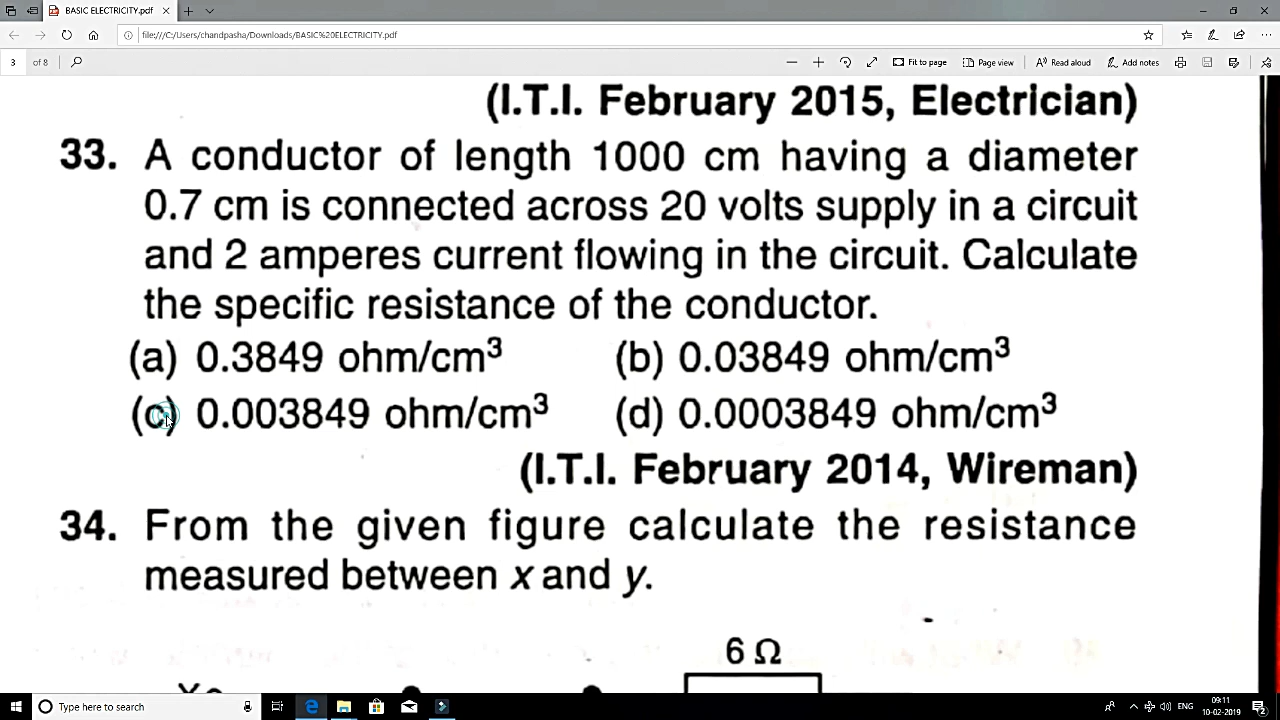 BASIC ELECTRICITY.pdf
file:///C:/Users/chandpasha/Downloads/BASIC%20ELECTRICITY.pdf
3 of 8 Fit to page Page view Read aloud Add notes
(I.T.I. February 2015, Electrician)
33. A conductor of length 1000 cm having a diameter
0.7 cm is connected across 20 volts supply in a circuit
and 2 amperes current flowing in the circuit. Calculate
the specific resistance of the conductor.
(a) 0.3849 ohm/cm³ (b) 0.03849 ohm/cm³
(c) 0.003849 ohm/cm³ (d) 0.0003849 ohm/cm³
(I.T.I. February 2014, Wireman)
34. From the given figure calculate the resistance
measured between x and y.
6 Ω
Type here to search
ENG
09:11
10-02-2019